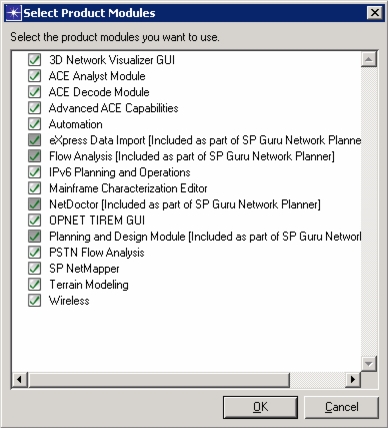 Select Product Modules
Select the product modules you want to use.
3D Network Visualizer GUI
ACE Analyst Module
ACE Decode Module
Advanced ACE Capabilities
Automation
eXpress Data Import [Included as part of SP Guru Network Planne
Flow Analysis [Included as part of SP Guru Network Planner]
IPv6 Planning and Operations
Mainframe Characterization Editor
NetDoctor [Included as part of SP Guru Network Planner]
OPNET TIREM GUI
Planning and Design Module [Included as part of SP Guru Networl
PSTN Flow Analysis
SP NetMapper
Terrain Modeling
Wireless
OK
Cancel